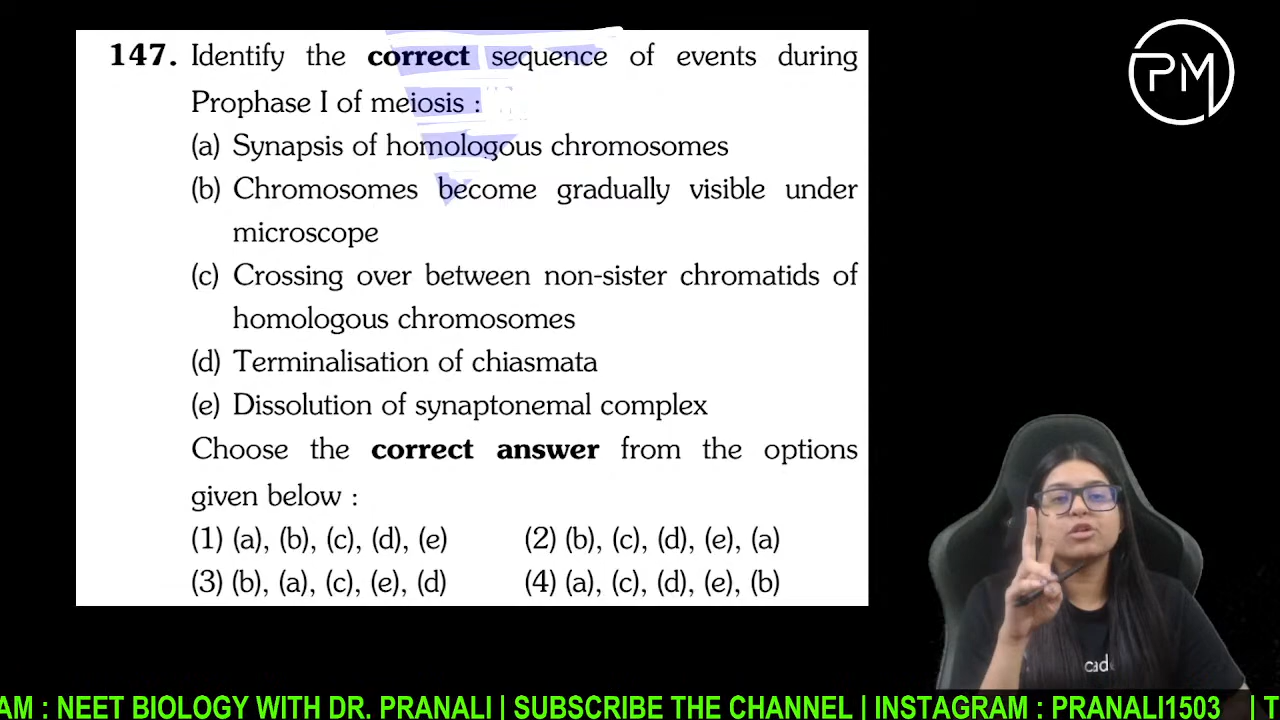 147. Identify the correct sequence of events during
Prophase I of meiosis :
(a) Synapsis of homologous chromosomes
(b) Chromosomes become gradually visible under
microscope
(c) Crossing over between non-sister chromatids of
homologous chromosomes
(d) Terminalisation of chiasmata
(e) Dissolution of synaptonemal complex
Choose the correct answer from the options
given below :
(1) (a), (b), (c), (d), (e) (2) (b), (c), (d), (e), (a)
(3) (b), (a), (c), (e), (d) (4) (a), (c), (d), (e), (b)
PM
cade
AM : NEET BIOLOGY WITH DR. PRANALI | SUBSCRIBE THE CHANNEL | INSTAGRAM : PRANALI1503 | T